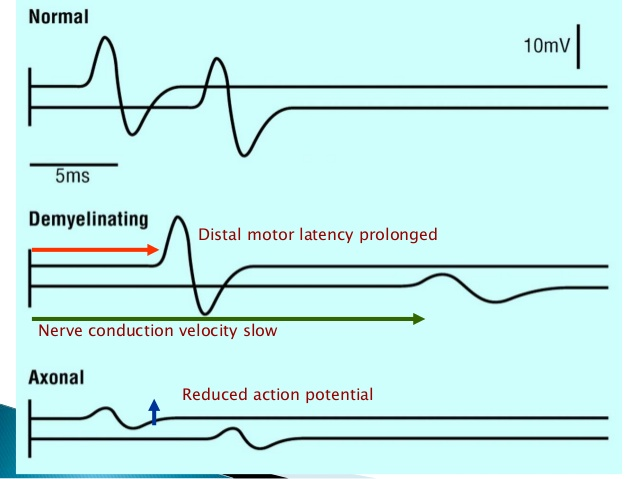 Normal
10mV
5ms
Demyelinating
Distal motor latency prolonged
Nerve conduction velocity slow
Axonal
Reduced action potential